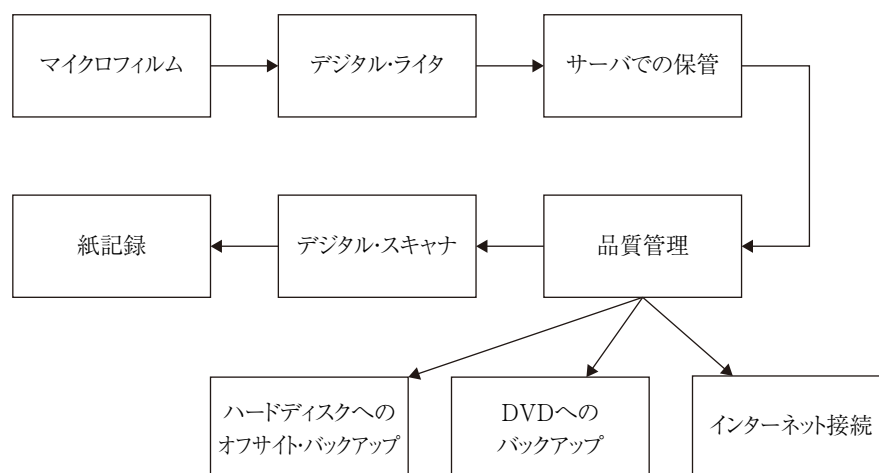 マイクロフィルム
デジタル・ライタ
サーバでの保管
紙記録
デジタル・スキャナ
品質管理
ハードディスクへの
オフサイト・バックアップ
DVDへの
バックアップ
インターネット接続